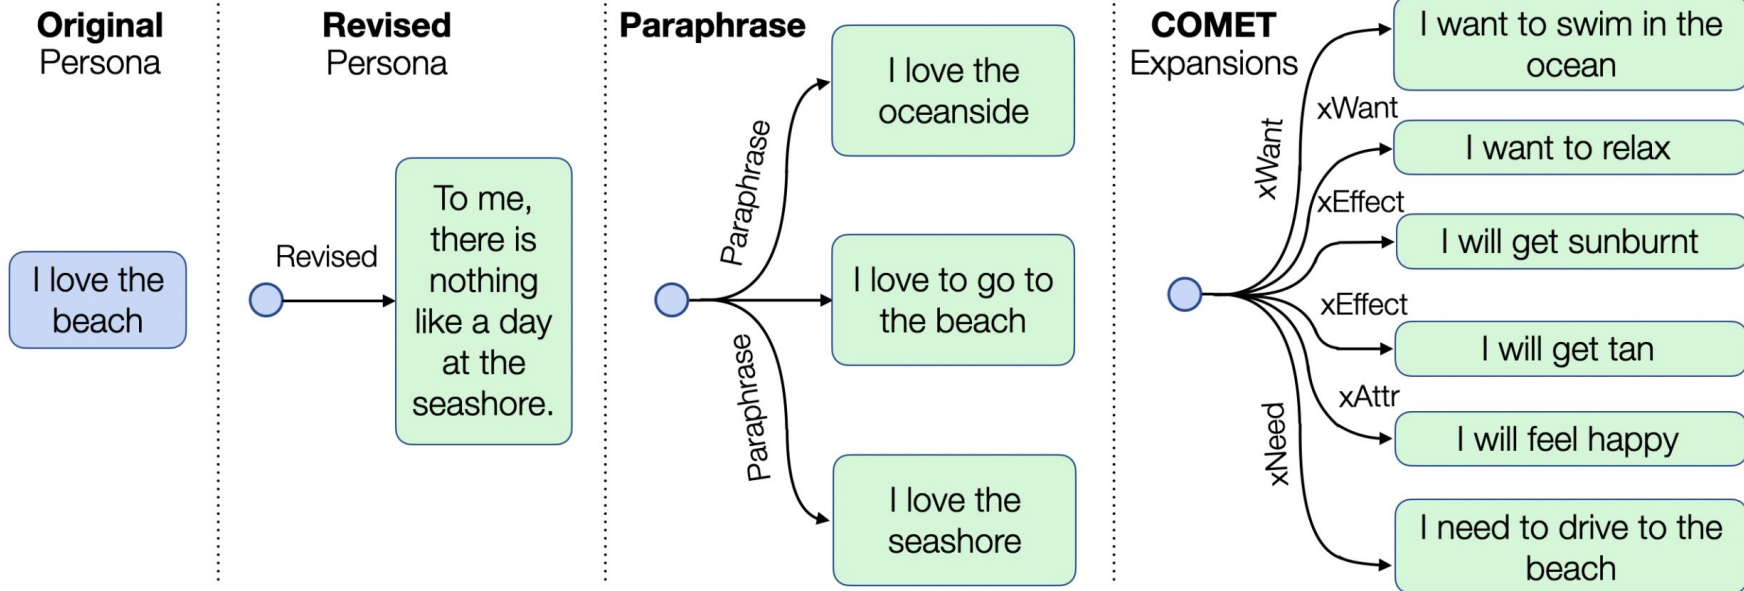 Original
Persona
I love the
beach
Revised
Persona
Revised
To me,
there is
nothing
like a day
at the
seashore.
Paraphrase
Paraphrase
I love the
oceanside
I love to go to
the beach
Paraphrase
I love the
seashore
COMET
Expansions
xWant
I want to swim in the
ocean
xWant
I want to relax
xEffect
I will get sunburnt
xEffect
I will get tan
xAttr
I will feel happy
xNeed
I need to drive to the
beach